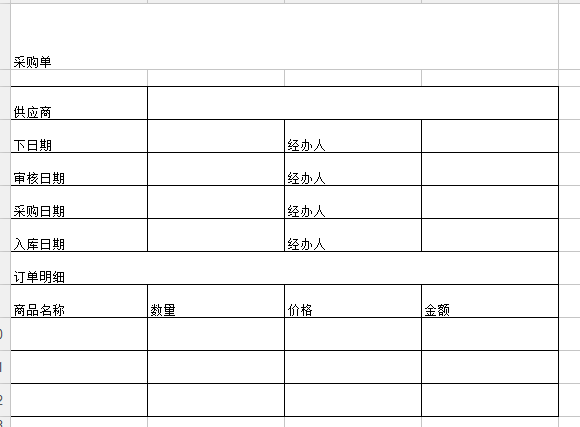 采购单
供应商
下日期 经办人
审核日期 经办人
采购日期 经办人
入库日期 经办人
订单明细
商品名称 数量 价格 金额